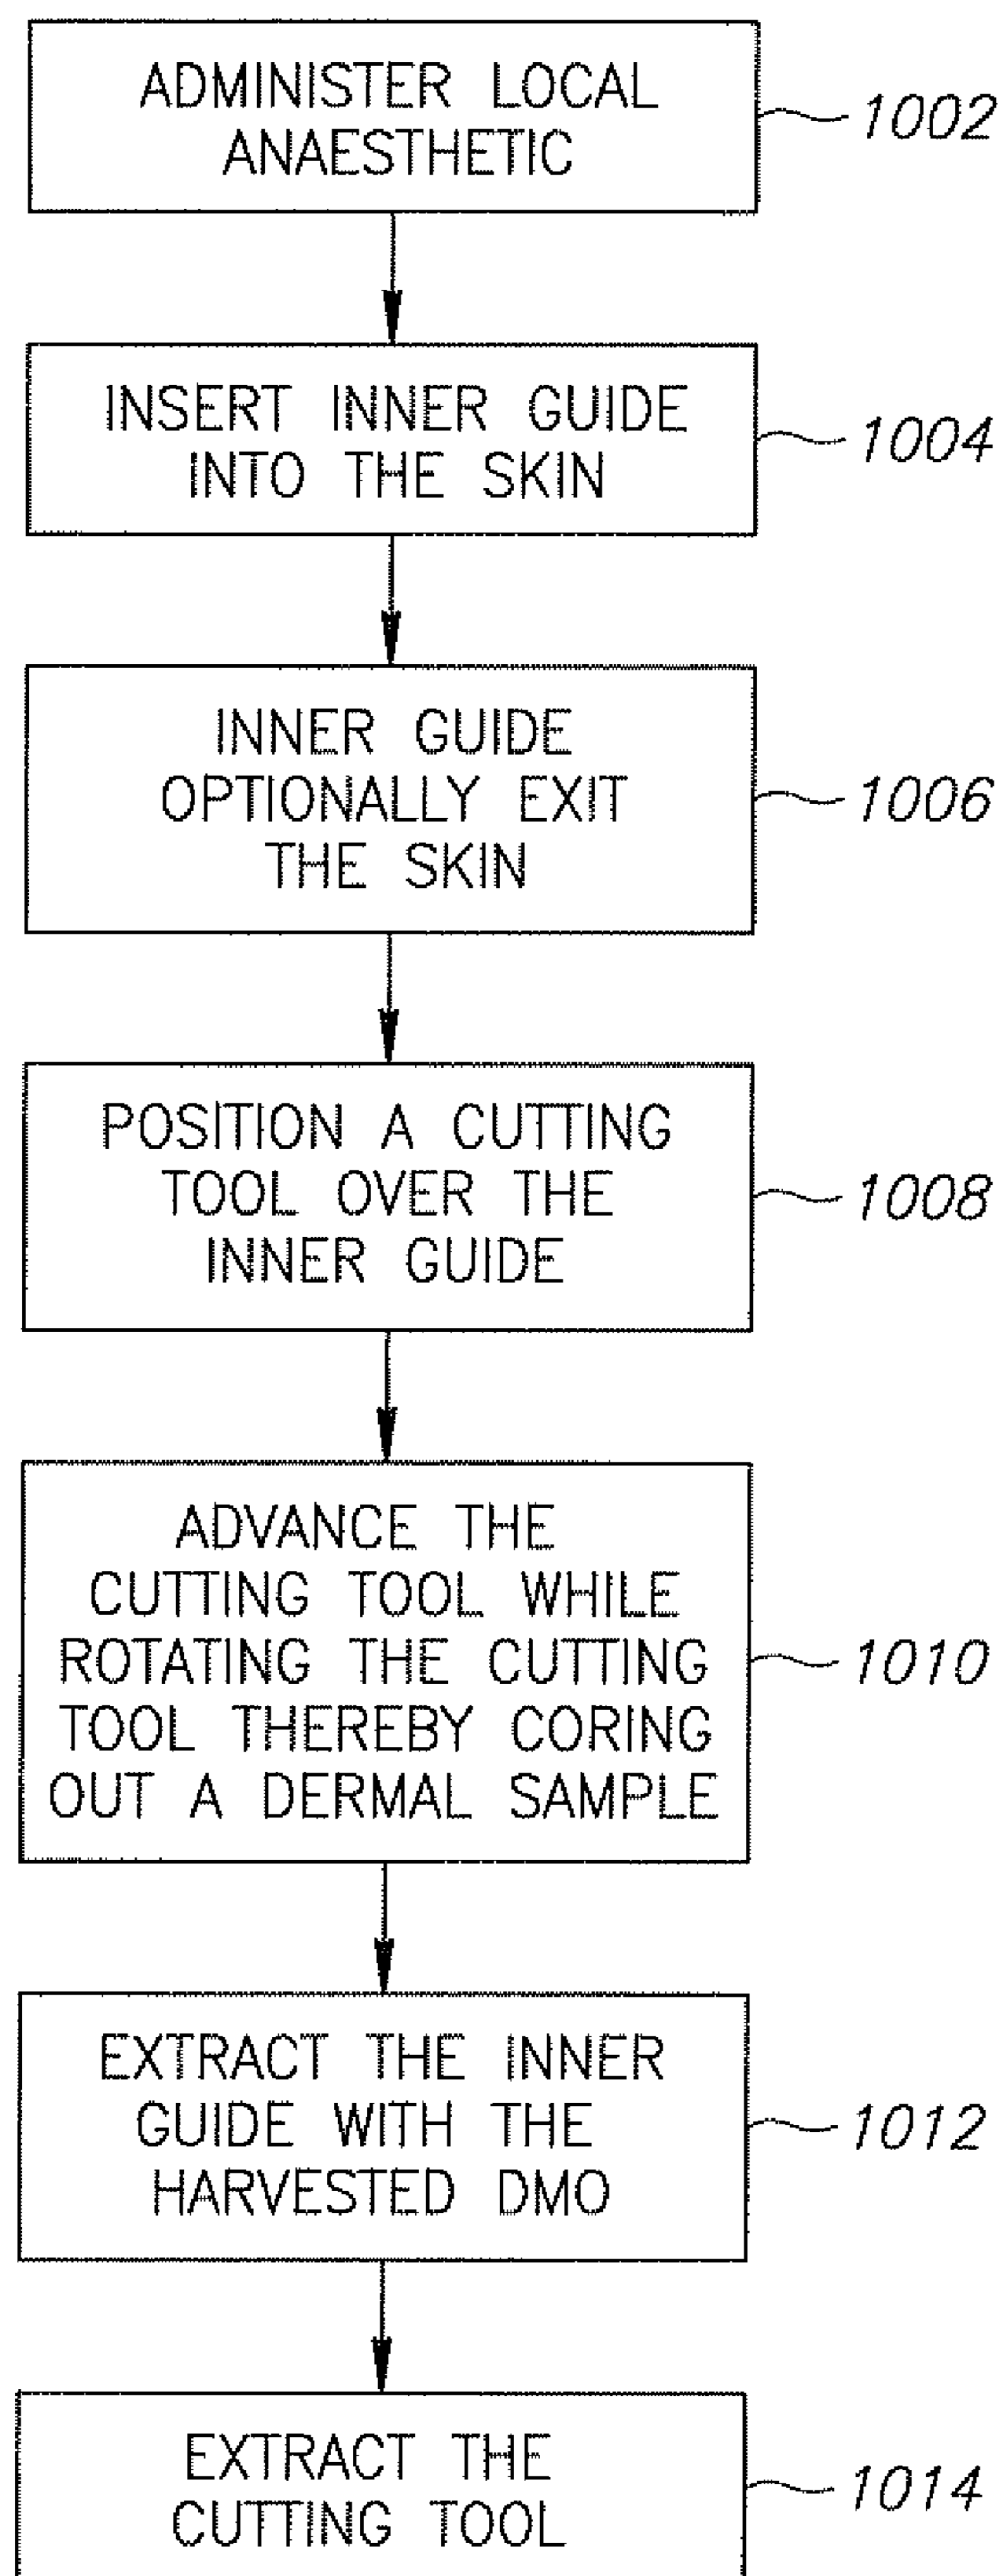 ADMINISTER LOCAL
ANAESTHETIC
1002
INSERT INNER GUIDE
INTO THE SKIN
1004
INNER GUIDE
OPTIONALLY EXIT
THE SKIN
1006
POSITION A CUTTING
TOOL OVER THE
INNER GUIDE
1008
ADVANCE THE
CUTTING TOOL WHILE
ROTATING THE CUTTING
TOOL THEREBY CORING
OUT A DERMAL SAMPLE
1010
EXTRACT THE INNER
GUIDE WITH THE
HARVESTED DMO
1012
EXTRACT THE
CUTTING TOOL
1014